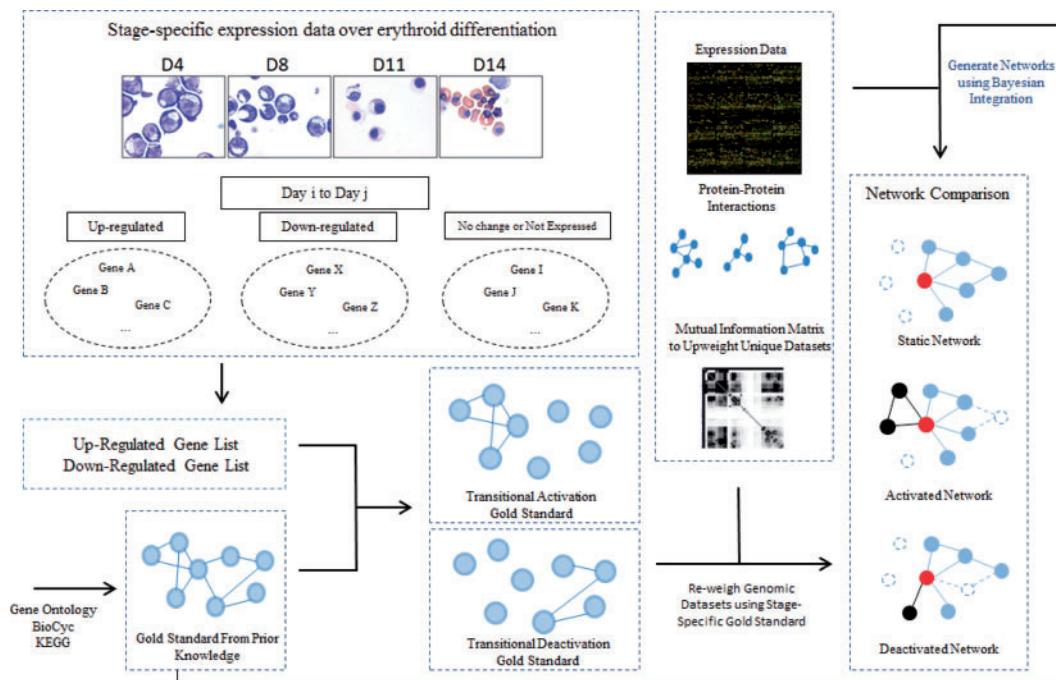 Stage-specific expression data over erythroid differentiation
D4
D8
D11
D14
Day i to Day j
Up-regulated
Down-regulated
No change or Not Expressed
Gene A
Gene B
Gene C
...
Gene X
Gene Y
Gene Z
...
Gene I
Gene J
Gene K
...
Up-Regulated Gene List
Down-Regulated Gene List
Gene Ontology
BioCyc
KEGG
Gold Standard From Prior
Knowledge
Transitional Activation
Gold Standard
Transitional Deactivation
Gold Standard
Expression Data
Protein-Protein
Interactions
Mutual Information Matrix
to Upweight Unique Datasets
Re-weigh Genomic
Datasets using Stage-
Specific Gold Standard
Generate Networks
using Bayesian
Integration
Network Comparison
Static Network
Activated Network
Deactivated Network